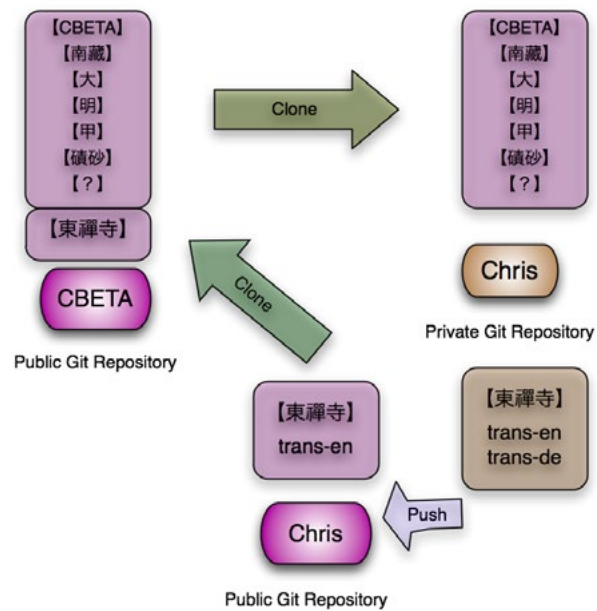 【CBETA】
【南藏】
【大】
【明】
【甲】
【磧砂】
【？】
【東禪寺】
CBETA
Public Git Repository
Clone
【CBETA】
【南藏】
【大】
【明】
【甲】
【磧砂】
【？】
Chris
Private Git Repository
Clone
【東禪寺】
trans-en
Chris
Public Git Repository
【東禪寺】
trans-en
trans-de
Push